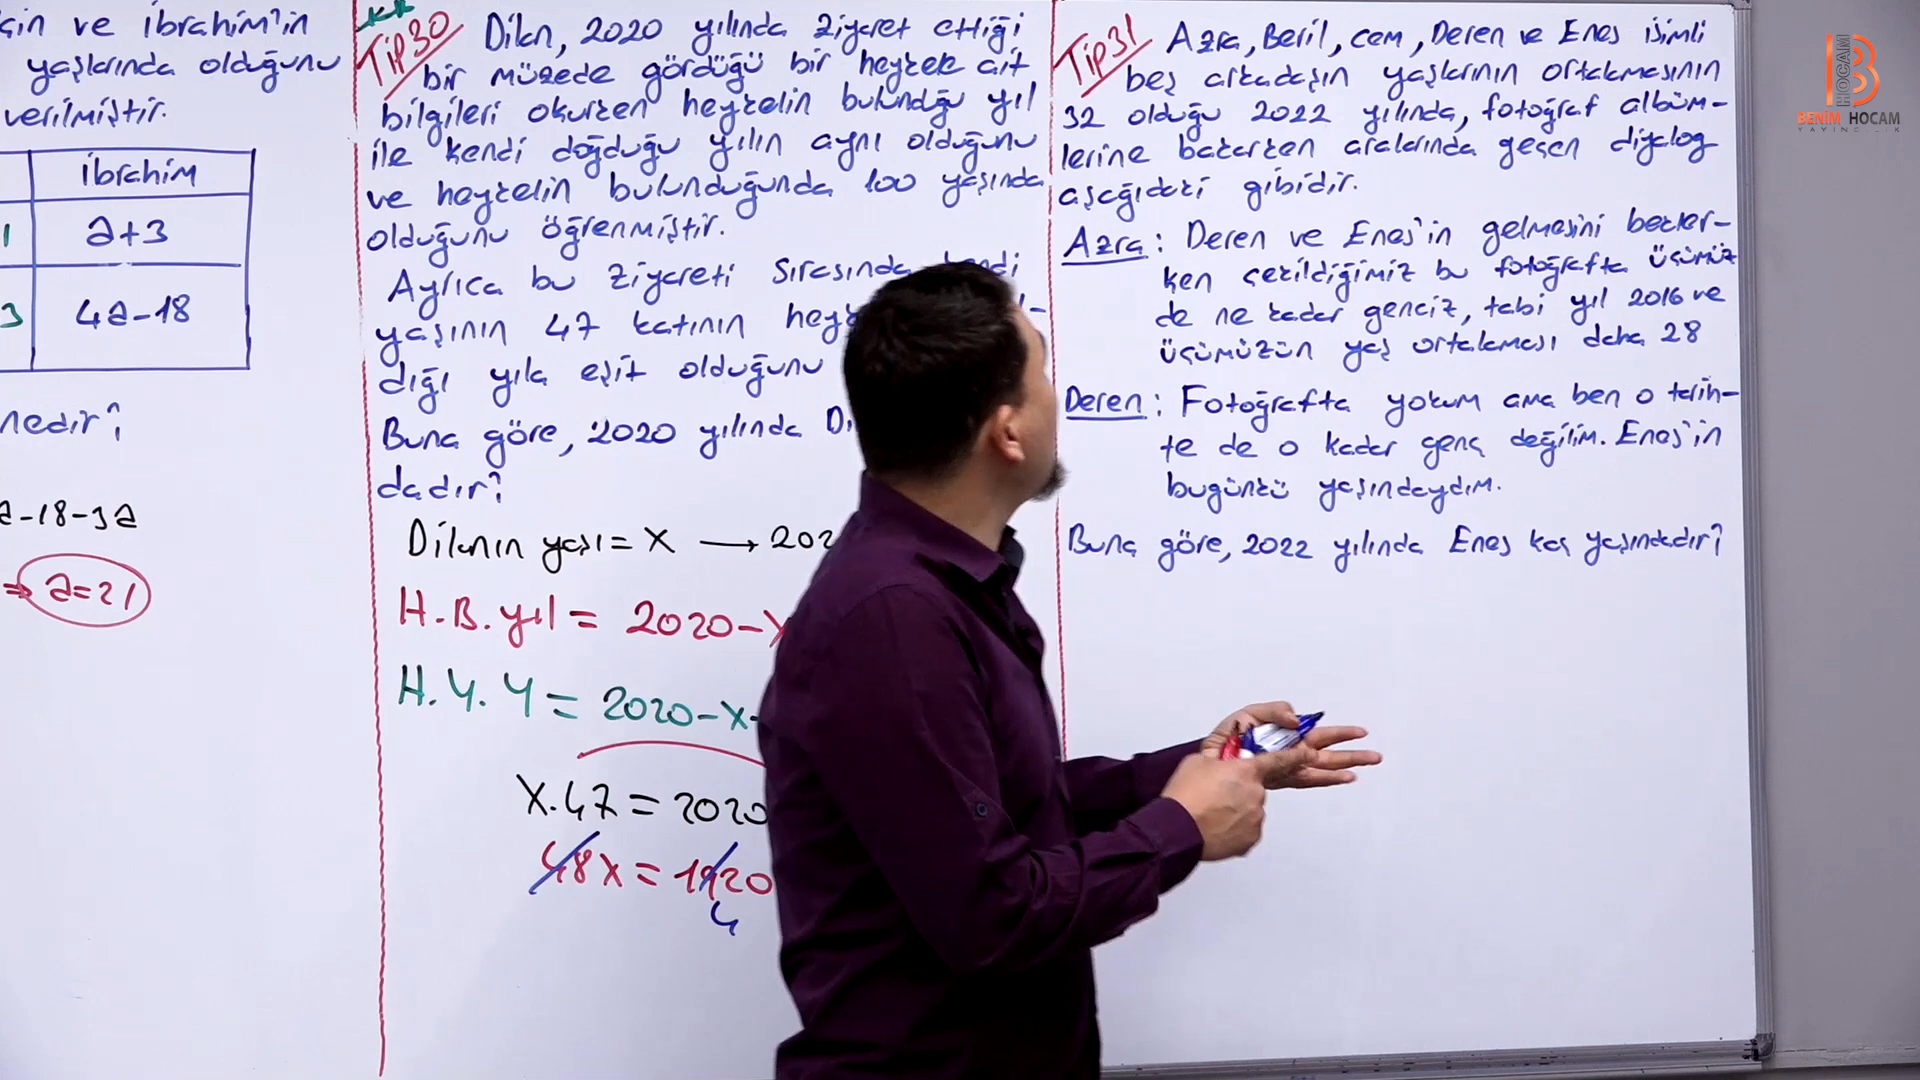 çin ve İbrahim'in
yaşlarında olduğunu
verilmiştir.
İbrahim
1 a+3
3 4a-18
nedir?
a-18-3a
⇒ a=21
Tip30 Dilan, 2020 yılında ziyaret ettiği
bir müzede gördüğü bir heykele ait
bilgileri okurken heykelin bulunduğu yıl
ile kendi doğduğu yılın aynı olduğunu
ve heykelin bulunduğunda 100 yaşında
olduğunu öğrenmiştir.
Ayrıca bu ziyareti sırasında
yaşının 47 katının
dığı yıla eşit olduğunu
Buna göre, 2020 yılında
dadır?
Dilanın yaşı = x → 202
H.B.yıl = 2020-x
H.Y.Y = 2020-x-
x.47 = 2020
48x = 1920
4
Tip31 Azra, Beril, Cem, Deren ve Enes isimli
beş arkadaşın yaşlarının ortalamasının
32 olduğu 2022 yılında, fotoğraf albüm-
lerine bakarken aralarında geçen diyalog
aşağıdaki gibidir.
Azra: Deren ve Enes'in gelmesini bekler-
ken çekildiğimiz bu fotoğrafta üçümüz
de ne kadar genciz, tabi yıl 2016 ve
üçümüzün yaş ortalaması daha 28
Deren: Fotoğrafta yokum ama ben o tarih-
te de o kadar genç değilim. Enes'in
bugünkü yaşındaydım.
Buna göre, 2022 yılında Enes kaç yaşındadır?
B HOCAM
BENİM HOCAM
YAYINCILIK